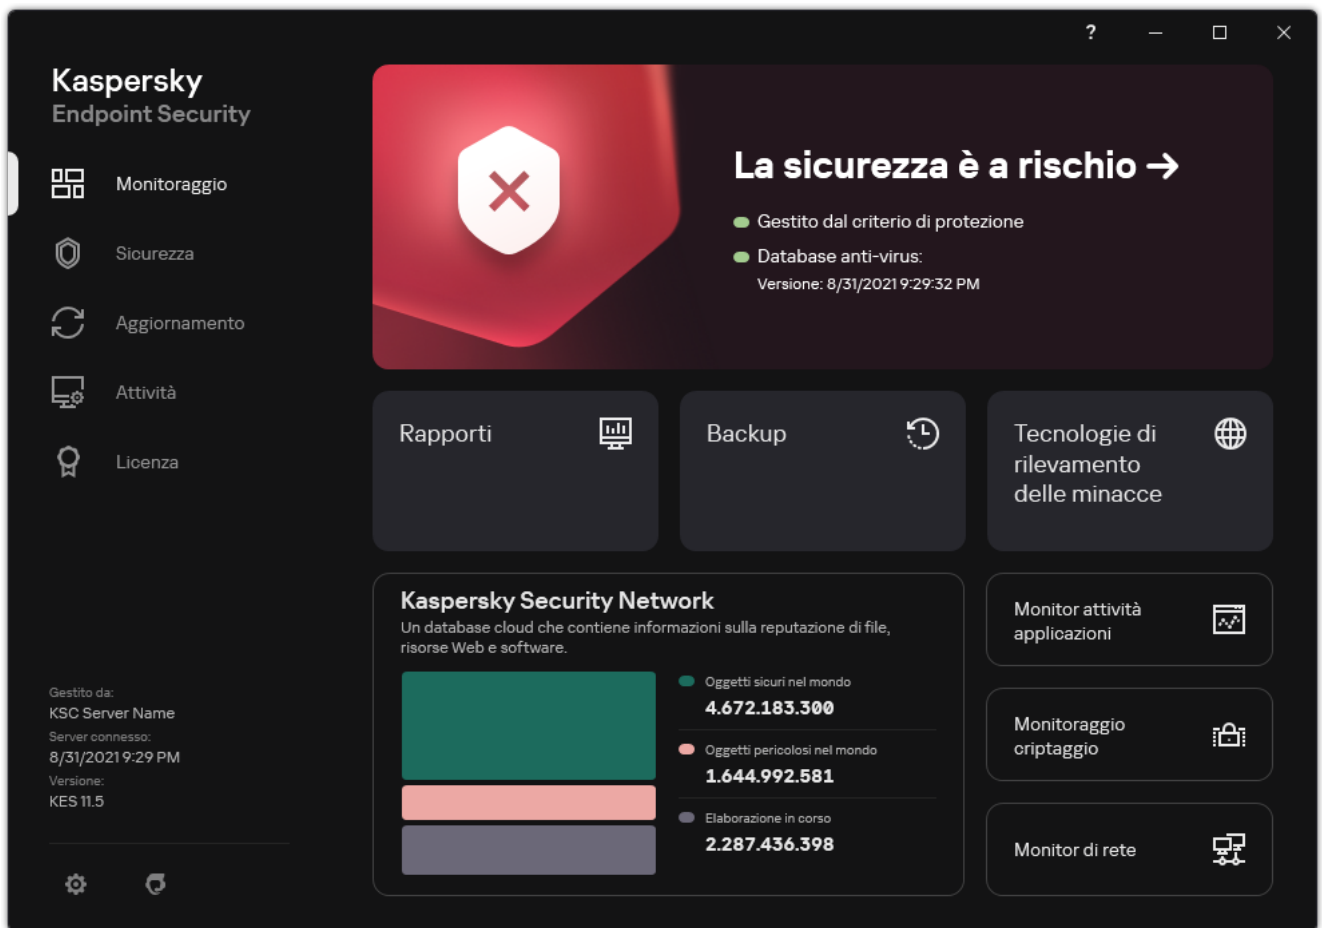 ?
Kaspersky
Endpoint Security
Monitoraggio
Sicurezza
Aggiornamento
Attività
Licenza
Gestito da:
KSC Server Name
Server connesso:
8/31/2021 9:29 PM
Versione:
KES 11.5
La sicurezza è a rischio →
Gestito dal criterio di protezione
Database anti-virus:
Versione: 8/31/2021 9:29:32 PM
Rapporti
Backup
Tecnologie di
rilevamento
delle minacce
Kaspersky Security Network
Un database cloud che contiene informazioni sulla reputazione di file,
risorse Web e software.
Oggetti sicuri nel mondo
4.672.183.300
Oggetti pericolosi nel mondo
1.644.992.581
Elaborazione in corso
2.287.436.398
Monitor attività
applicazioni
Monitoraggio
criptaggio
Monitor di rete